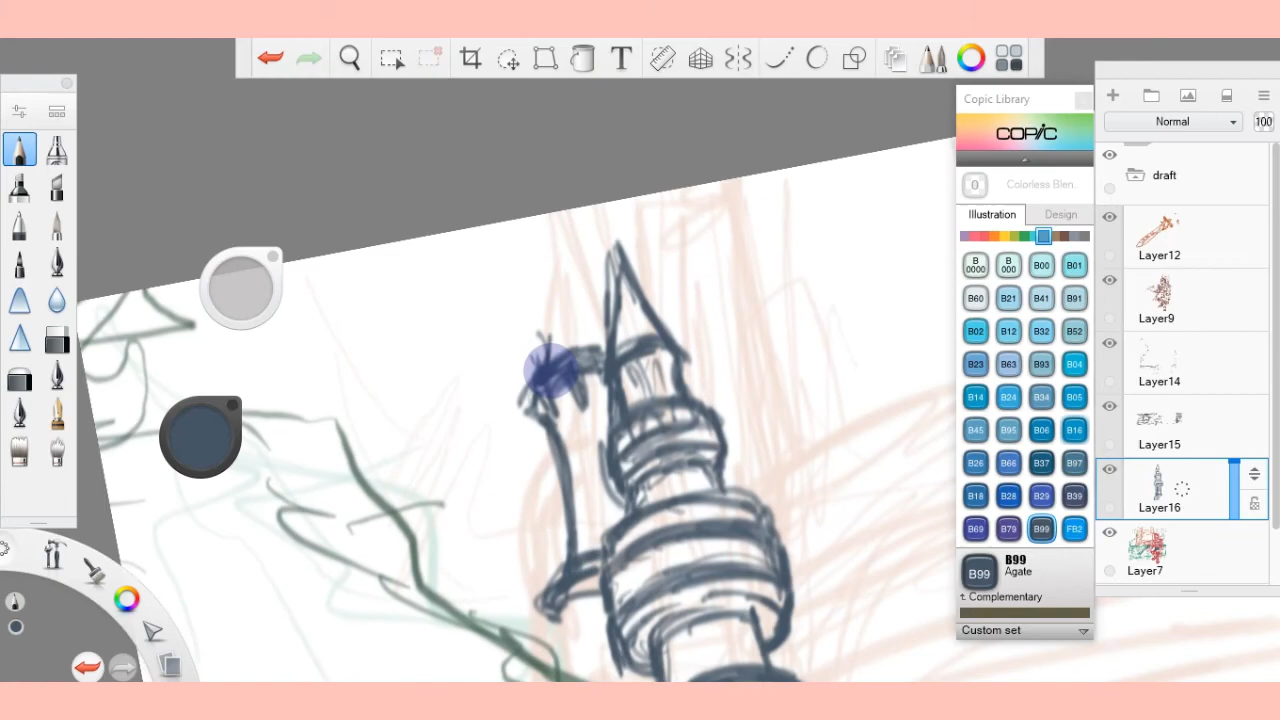 T
Copic Library
COPIC
0 Colorless Blen..
Illustration Design
B 0000 B 000 B00 B01
B60 B21 B41 B91
B02 B12 B32 B52
B23 B63 B93 B04
B14 B24 B34 B05
B45 B95 B06 B16
B26 B66 B37 B97
B18 B28 B29 B39
B69 B79 B99 FB2
B99
B99
Agate
Complementary
Custom set
Normal 100
draft
Layer12
Layer9
Layer14
Layer15
Layer16
Layer7